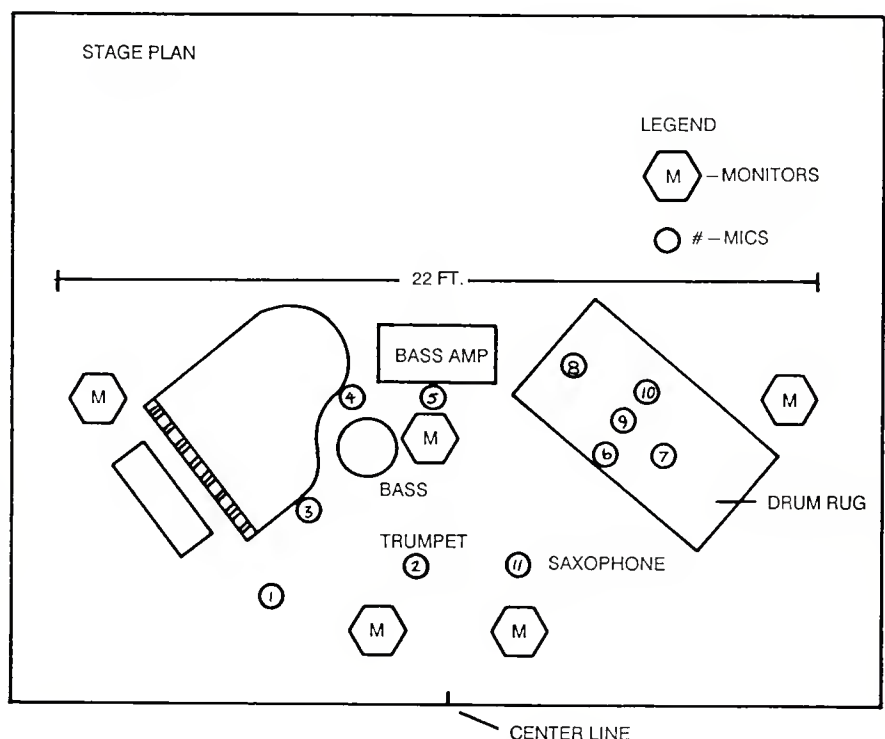 STAGE PLAN
LEGEND
M – MONITORS
# – MICS
22 FT.
BASS AMP
8
M
4
5
10
M
9
M
6
7
BASS
3
DRUM RUG
TRUMPET
2
11
SAXOPHONE
1
M
M
CENTER LINE